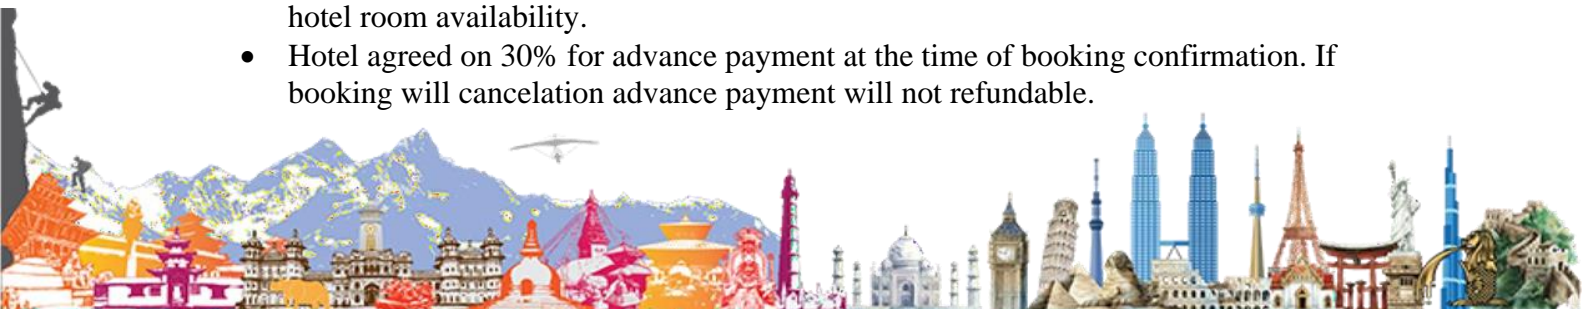 hotel room availability.
• Hotel agreed on 30% for advance payment at the time of booking confirmation. If
booking will cancelation advance payment will not refundable.